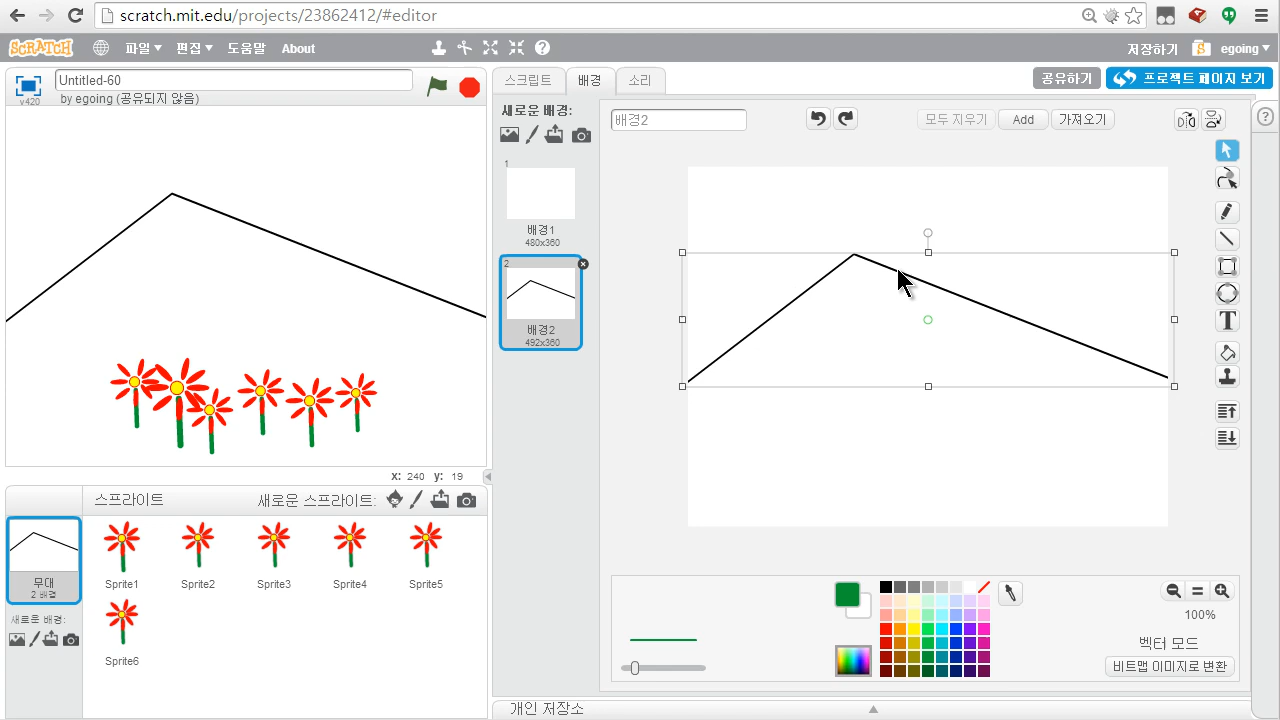 scratch.mit.edu/projects/23862412/#editor
SCRATCH 파일 편집 도움말 About 저장하기 egoing
v420
Untitled-60
by egoing (공유되지 않음)
스크립트 배경 소리
공유하기 프로젝트 페이지 보기
새로운 배경:
배경2
모두 지우기 Add 가져오기
?
1
배경1
480x360
2
배경2
492x360
T
x: 240 y: 19
스프라이트 새로운 스프라이트:
무대
2 배경
새로운 배경:
Sprite1 Sprite2 Sprite3 Sprite4 Sprite5
Sprite6
100%
벡터 모드
비트맵 이미지로 변환
개인 저장소